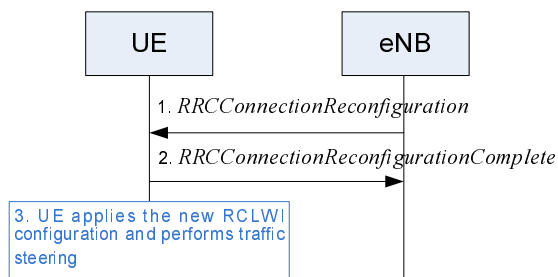 UE
eNB
1. RRCConnectionReconfiguration
2. RRCConnectionReconfigurationComplete
3. UE applies the new RCLWI
configuration and performs traffic
steering